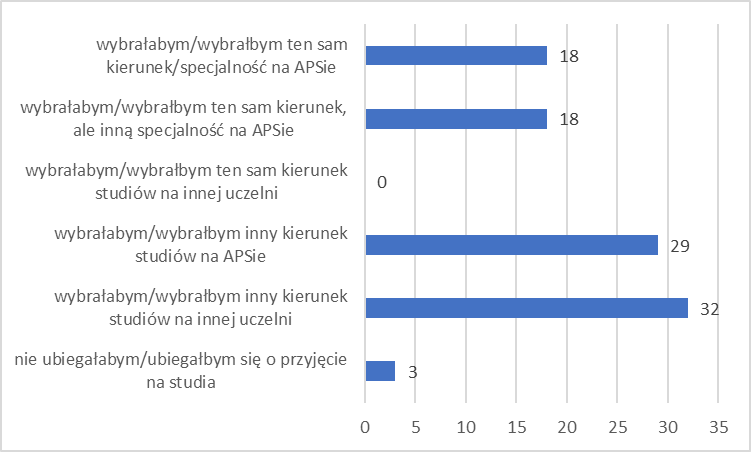 wybrałabym/wybrałbym ten sam
kierunek/specjalność na APSie
18
wybrałabym/wybrałbym ten sam kierunek,
ale inną specjalność na APSie
18
wybrałabym/wybrałbym ten sam kierunek
studiów na innej uczelni
0
wybrałabym/wybrałbym inny kierunek
studiów na APSie
29
wybrałabym/wybrałbym inny kierunek
studiów na innej uczelni
32
nie ubiegałabym/ubiegałbym się o przyjęcie
na studia
3
0 5 10 15 20 25 30 35